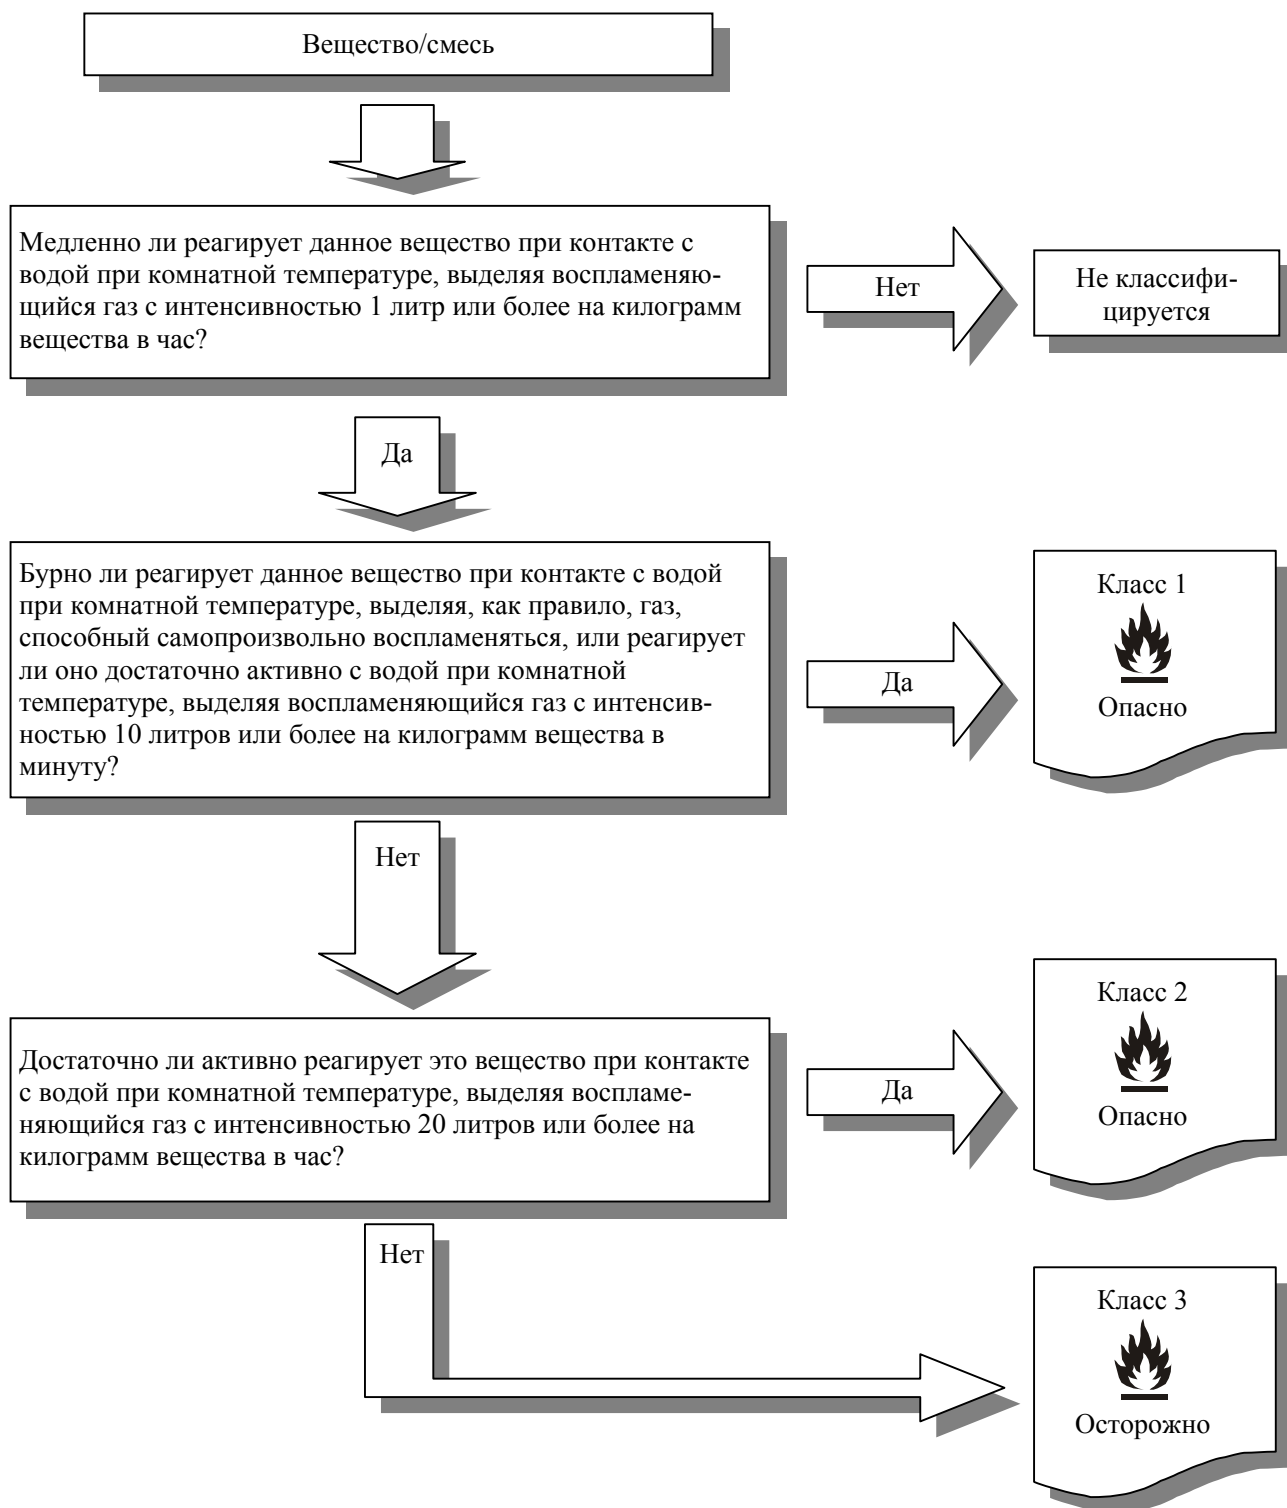 Вещество/смесь
Медленно ли реагирует данное вещество при контакте с
водой при комнатной температуре, выделяя воспламеняю-
щийся газ с интенсивностью 1 литр или более на килограмм
вещества в час?
Нет
Не классифи-
цируется
Да
Бурно ли реагирует данное вещество при контакте с водой
при комнатной температуре, выделяя, как правило, газ,
способный самопроизвольно воспламеняться, или реагирует
ли оно достаточно активно с водой при комнатной
температуре, выделяя воспламеняющийся газ с интенсив-
ностью 10 литров или более на килограмм вещества в
минуту?
Да
Класс 1
Опасно
Нет
Достаточно ли активно реагирует это вещество при контакте
с водой при комнатной температуре, выделяя воспламе-
няющийся газ с интенсивностью 20 литров или более на
килограмм вещества в час?
Да
Класс 2
Опасно
Нет
Класс 3
Осторожно